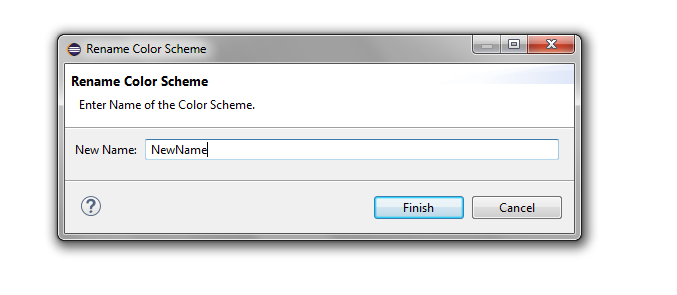 Rename Color Scheme
Rename Color Scheme
Enter Name of the Color Scheme.
New Name: NewName
? Finish Cancel